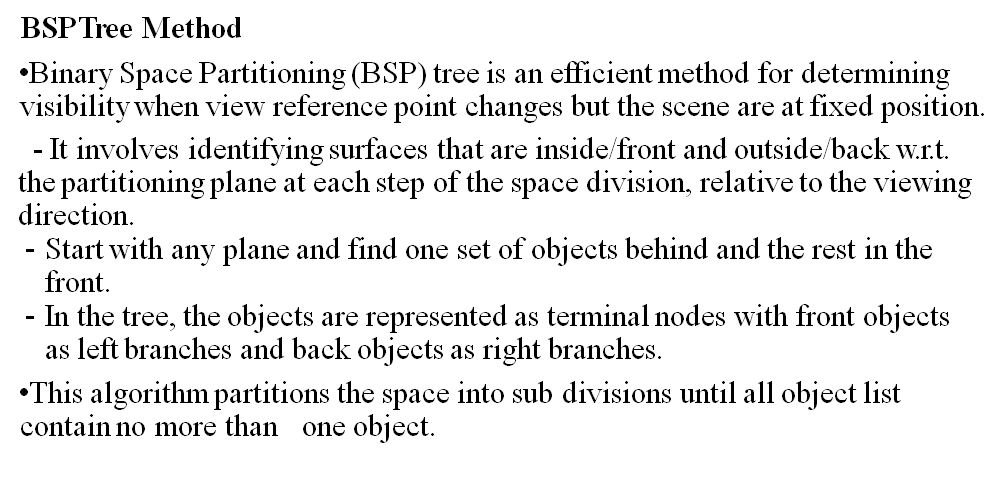 BSP Tree Method
•Binary Space Partitioning (BSP) tree is an efficient method for determining
visibility when view reference point changes but the scene are at fixed position.
- It involves identifying surfaces that are inside/front and outside/back w.r.t.
the partitioning plane at each step of the space division, relative to the viewing
direction.
- Start with any plane and find one set of objects behind and the rest in the
front.
- In the tree, the objects are represented as terminal nodes with front objects
as left branches and back objects as right branches.
•This algorithm partitions the space into sub divisions until all object list
contain no more than one object.